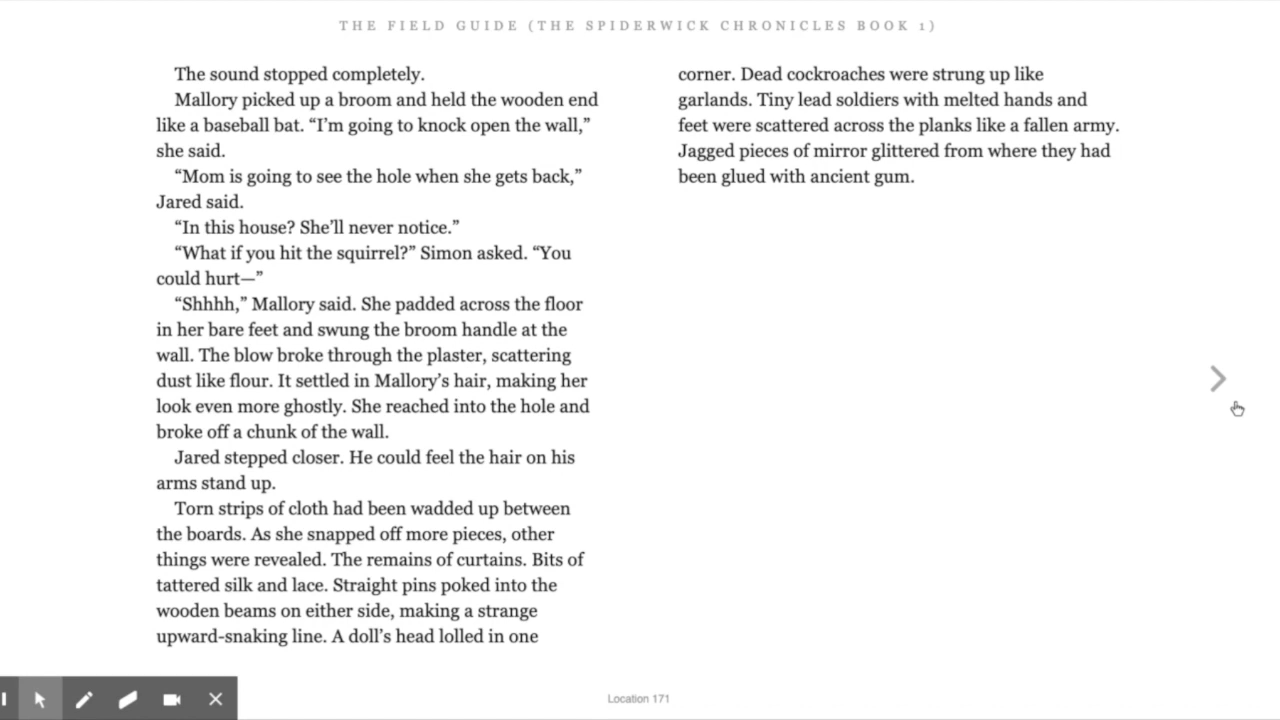 THE FIELD GUIDE (THE SPIDERWICK CHRONICLES BOOK 1)
The sound stopped completely.
Mallory picked up a broom and held the wooden end
like a baseball bat. “I’m going to knock open the wall,”
she said.
“Mom is going to see the hole when she gets back,”
Jared said.
“In this house? She’ll never notice.”
“What if you hit the squirrel?” Simon asked. “You
could hurt—”
“Shhhh,” Mallory said. She padded across the floor
in her bare feet and swung the broom handle at the
wall. The blow broke through the plaster, scattering
dust like flour. It settled in Mallory’s hair, making her
look even more ghostly. She reached into the hole and
broke off a chunk of the wall.
Jared stepped closer. He could feel the hair on his
arms stand up.
Torn strips of cloth had been wadded up between
the boards. As she snapped off more pieces, other
things were revealed. The remains of curtains. Bits of
tattered silk and lace. Straight pins poked into the
wooden beams on either side, making a strange
upward-snaking line. A doll’s head lolled in one
corner. Dead cockroaches were strung up like
garlands. Tiny lead soldiers with melted hands and
feet were scattered across the planks like a fallen army.
Jagged pieces of mirror glittered from where they had
been glued with ancient gum.
Location 171